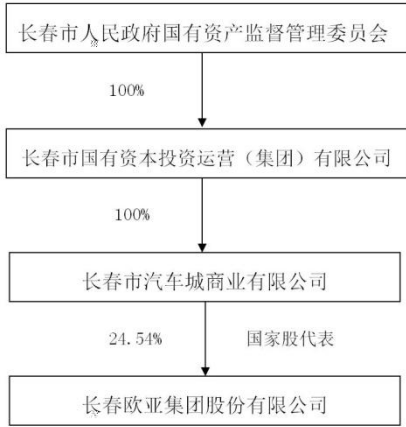 长春市人民政府国有资产监督管理委员会
100%
长春市国有资本投资运营（集团）有限公司
100%
长春市汽车城商业有限公司
24.54% 国家股代表
长春欧亚集团股份有限公司